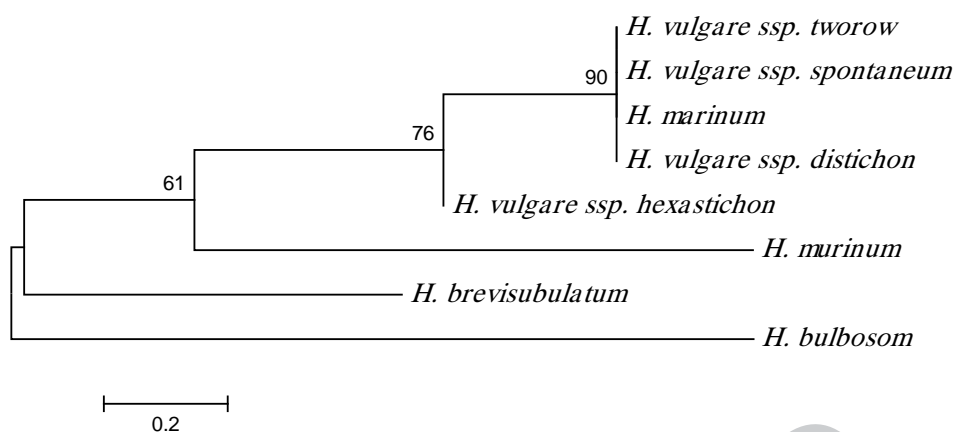 H. vulgare ssp. tworow
H. vulgare ssp. spontaneum
90
H. marinum
76
H. vulgare ssp. distichon
61
H. vulgare ssp. hexastichon
H. murinum
H. brevisubulatum
H. bulbosom
0.2